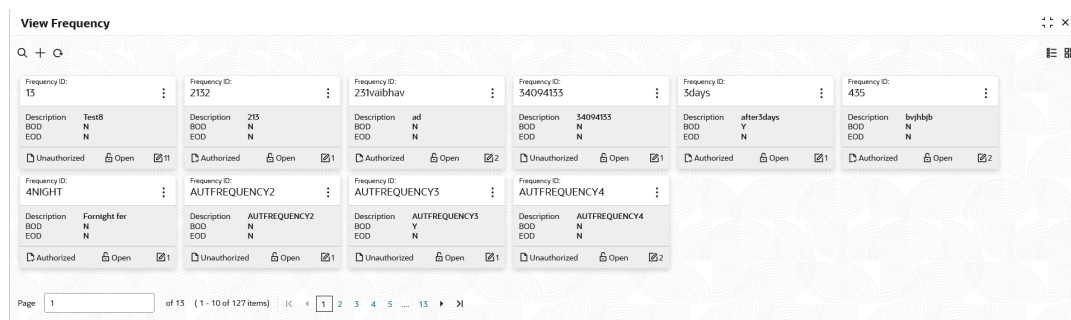 View Frequency
Frequency ID: Frequency ID: Frequency ID: Frequency ID: Frequency ID: Frequency ID:
13 2132 231vaibhav 34094133 3days 435
Description Test8 Description 213 Description ad Description 34094133 Description after3days Description bvjhbjb
BOD N BOD N BOD N BOD N BOD Y BOD N
EOD N EOD N EOD N EOD N EOD N EOD N
Unauthorized Open 11 Authorized Open 1 Authorized Open 2 Unauthorized Open 1 Authorized Open 1 Authorized Open 2
Frequency ID: Frequency ID: Frequency ID: Frequency ID:
4NIGHT AUTFREQUENCY2 AUTFREQUENCY3 AUTFREQUENCY4
Description Fornight fer Description AUTFREQUENCY2 Description AUTFREQUENCY3 Description AUTFREQUENCY4
BOD N BOD N BOD Y BOD N
EOD N EOD N EOD N EOD N
Authorized Open 1 Unauthorized Open 1 Unauthorized Open 1 Unauthorized Open 2
Page 1 of 13 (1 - 10 of 127 items) 1 2 3 4 5 .... 13